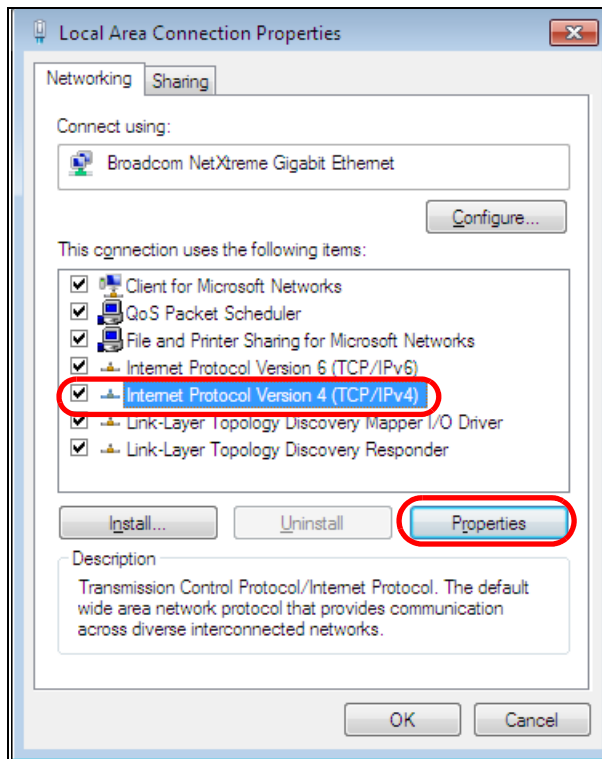 Local Area Connection Properties
Networking
Sharing
Connect using:
Broadcom NetXtreme Gigabit Ethernet
Configure...
This connection uses the following items:
Client for Microsoft Networks
QoS Packet Scheduler
File and Printer Sharing for Microsoft Networks
Internet Protocol Version 6 (TCP/IPv6)
Internet Protocol Version 4 (TCP/IPv4)
Link-Layer Topology Discovery Mapper I/O Driver
Link-Layer Topology Discovery Responder
Install...
Uninstall
Properties
Description
Transmission Control Protocol/Internet Protocol. The default
wide area network protocol that provides communication
across diverse interconnected networks.
OK
Cancel